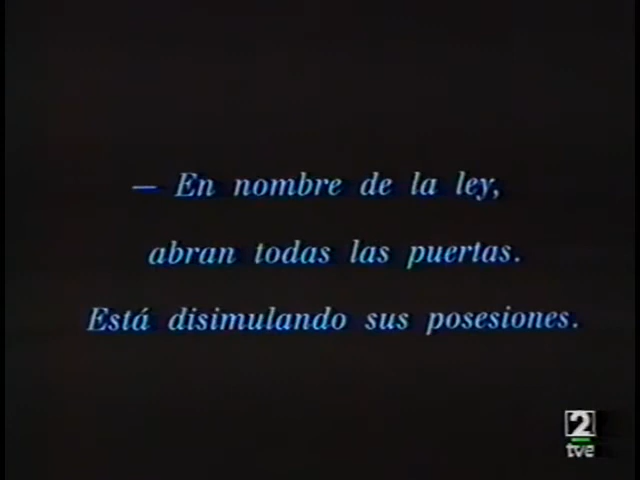 — En nombre de la ley,
abran todas las puertas.
Está disimulando sus posesiones.
2
tve